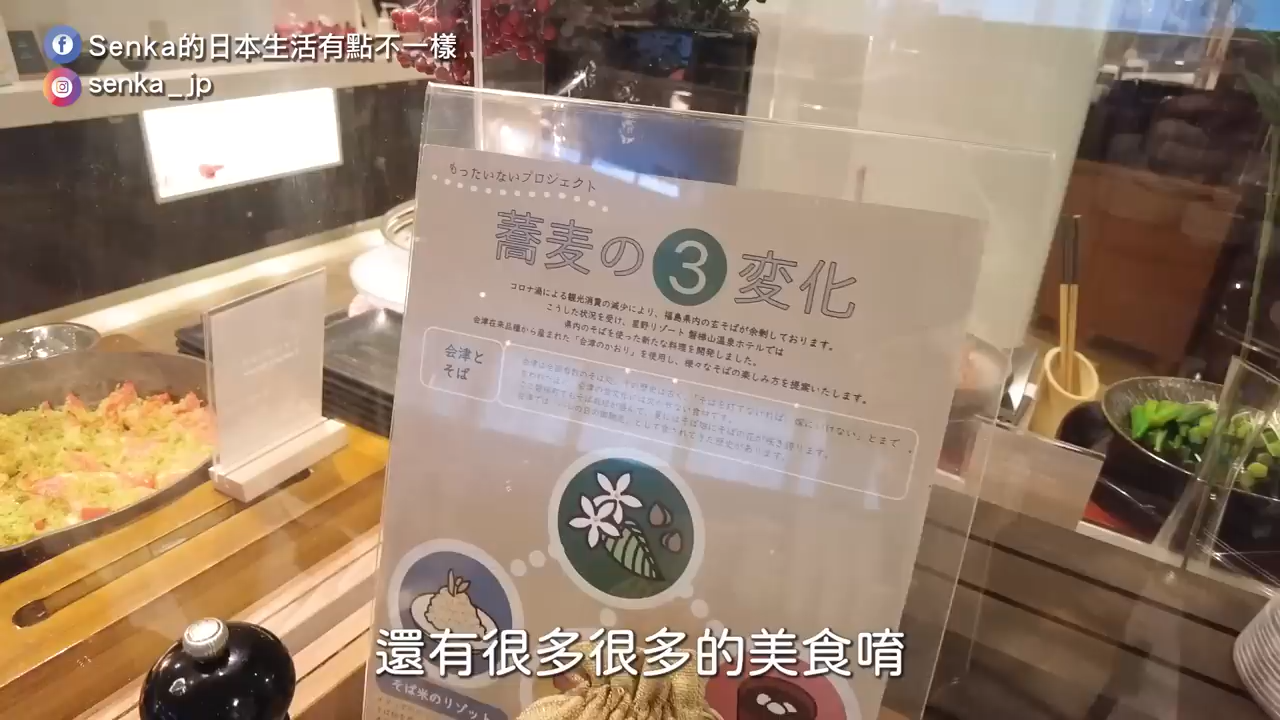 Senka的日本生活有點不一樣
senka_jp
もったいないプロジェクト
蕎麦の3変化
コロナ渦による観光消費の減少により、福島県内の玄そばが余剰しております。
こうした状況を受け、星野リゾート 磐梯山温泉ホテルでは
県内のそばを使った新たな料理を開発しました。
会津在来品種から産まれた「会津のかおり」を使用し、様々なそばの楽しみ方を提案いたします。
会津と
そば
還有很多很多的美食唷
そば米のリゾット